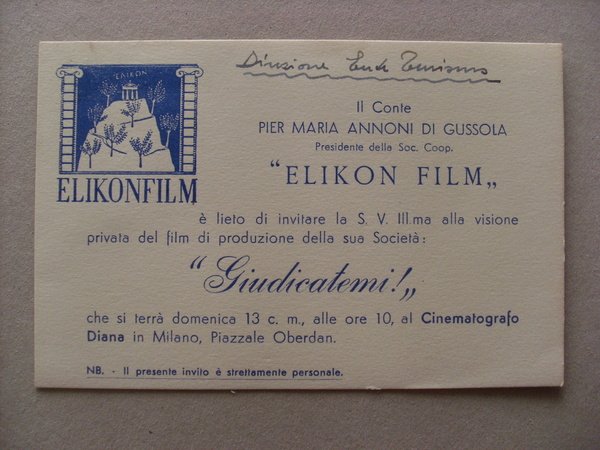 Direzione Ente Turismo
ΕΛΙΚΟΝ
ELIKONFILM
Il Conte
PIER MARIA ANNONI DI GUSSOLA
Presidente della Soc. Coop.
“ELIKON FILM„
è lieto di invitare la S. V. Ill.ma alla visione
privata del film di produzione della sua Società:
“Giudicatemi!„
che si terrà domenica 13 c. m., alle ore 10, al Cinematografo
Diana in Milano, Piazzale Oberdan.
NB. - Il presente invito è strettamente personale.